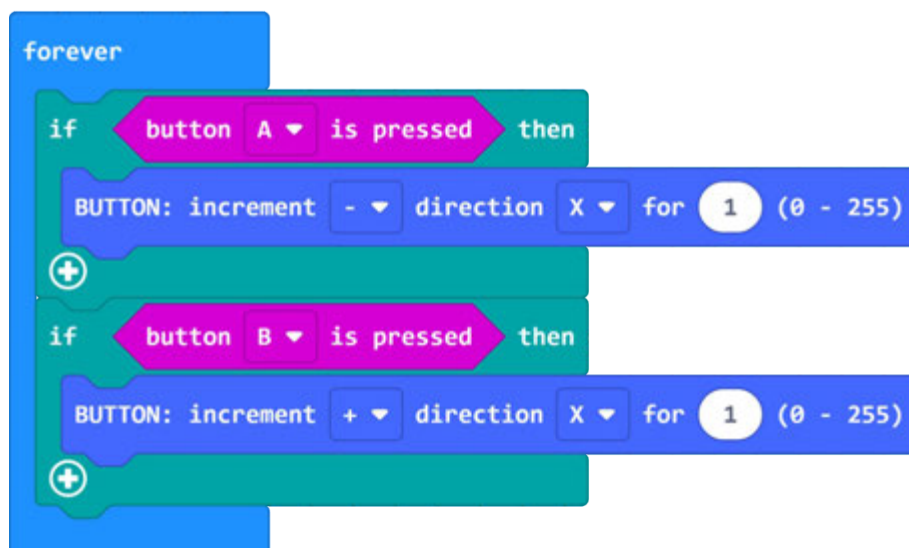 forever
if button A is pressed then
BUTTON: increment - direction X for 1 (0 - 255)
if button B is pressed then
BUTTON: increment + direction X for 1 (0 - 255)